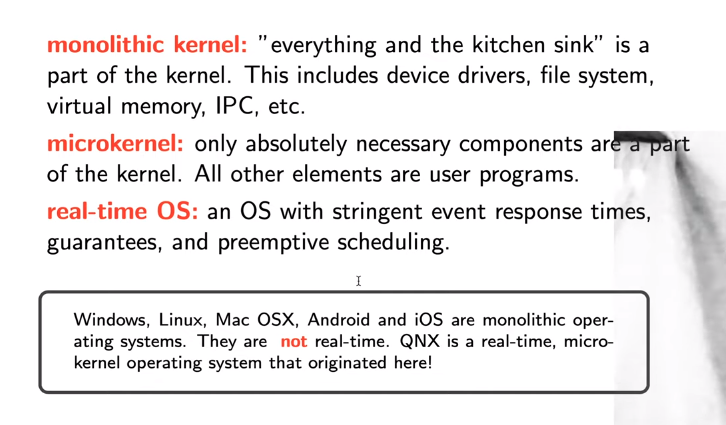 monolithic kernel: "everything and the kitchen sink" is a
part of the kernel. This includes device drivers, file system,
virtual memory, IPC, etc.
microkernel: only absolutely necessary components are a part
of the kernel. All other elements are user programs.
real-time OS: an OS with stringent event response times,
guarantees, and preemptive scheduling.
Windows, Linux, Mac OSX, Android and iOS are monolithic oper-
ating systems. They are not real-time. QNX is a real-time, micro-
kernel operating system that originated here!